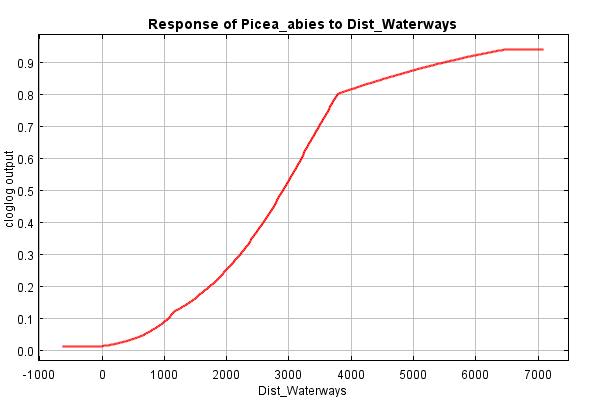 Response of Picea_abies to Dist_Waterways
cloglog output
0.9
0.8
0.7
0.6
0.5
0.4
0.3
0.2
0.1
0.0
-1000 0 1000 2000 3000 4000 5000 6000 7000
Dist_Waterways